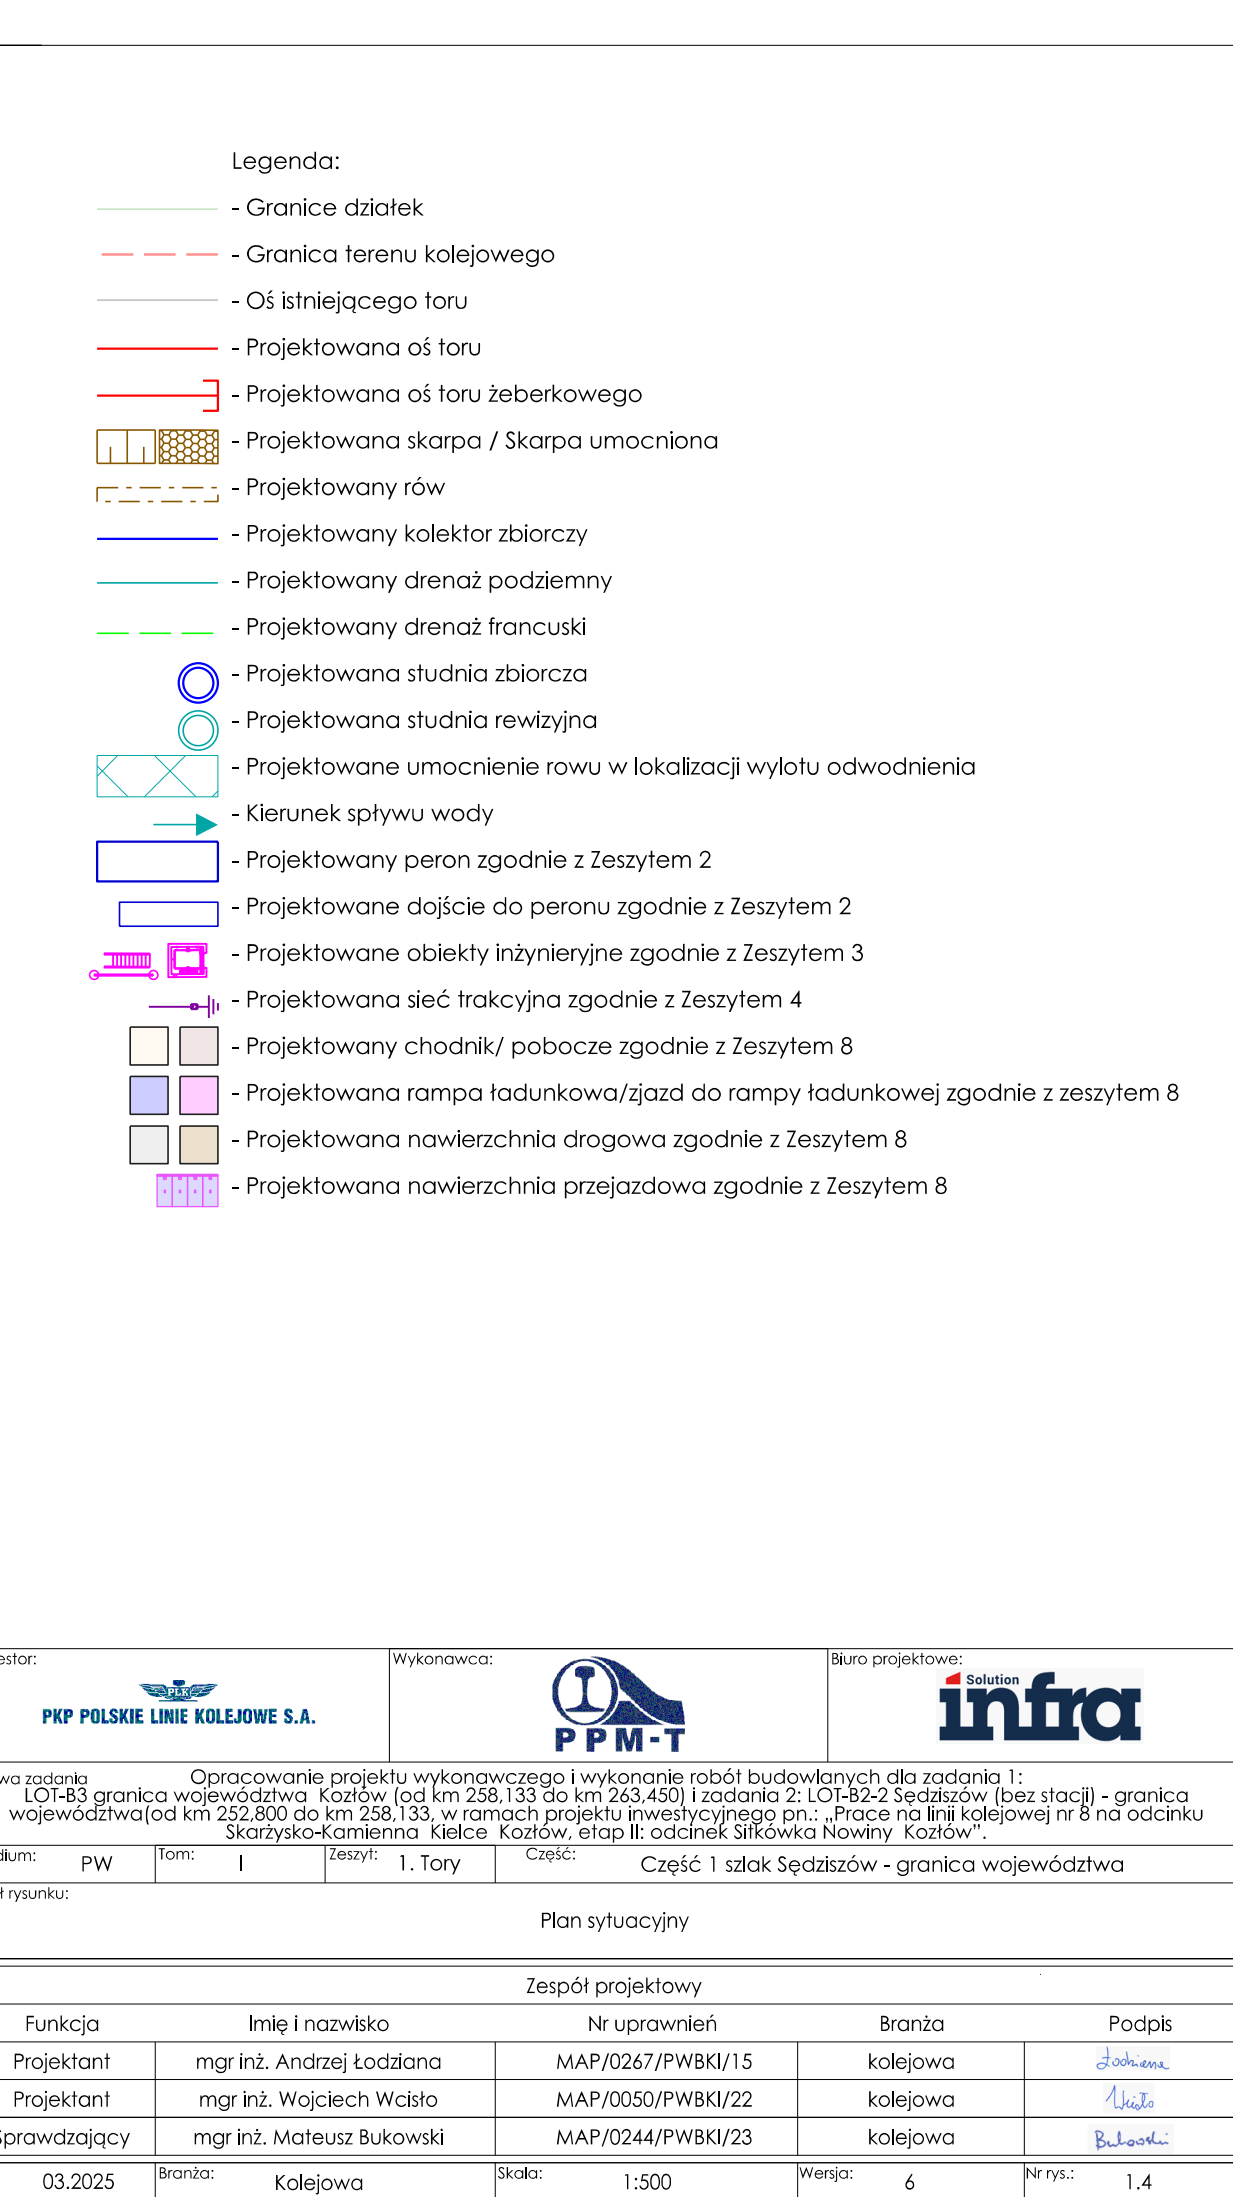 Legenda:
- Granice działek
- Granica terenu kolejowego
- Oś istniejącego toru
- Projektowana oś toru
- Projektowana oś toru żeberkowego
- Projektowana skarpa / Skarpa umocniona
- Projektowany rów
- Projektowany kolektor zbiorczy
- Projektowany drenaż podziemny
- Projektowany drenaż francuski
- Projektowana studnia zbiorcza
- Projektowana studnia rewizyjna
- Projektowane umocnienie rowu w lokalizacji wylotu odwodnienia
- Kierunek spływu wody
- Projektowany peron zgodnie z Zeszytem 2
- Projektowane dojście do peronu zgodnie z Zeszytem 2
- Projektowane obiekty inżynieryjne zgodnie z Zeszytem 3
- Projektowana sieć trakcyjna zgodnie z Zeszytem 4
- Projektowany chodnik/ pobocze zgodnie z Zeszytem 8
- Projektowana rampa ładunkowa/zjazd do rampy ładunkowej zgodnie z zeszytem 8
- Projektowana nawierzchnia drogowa zgodnie z Zeszytem 8
- Projektowana nawierzchnia przejazdowa zgodnie z Zeszytem 8
estor: Wykonawca: Biuro projektowe:
PLK
PKP POLSKIE LINIE KOLEJOWE S.A.
PPM-T
Solution
infra
wa zadania Opracowanie projektu wykonawczego i wykonanie robót budowlanych dla zadania 1:
LOT-B3 granica województwa Kozłów (od km 258,133 do km 263,450) i zadania 2: LOT-B2-2 Sędziszów (bez stacji) - granica
województwa(od km 252,800 do km 258,133, w ramach projektu inwestycyjnego pn.: „Prace na linii kolejowej nr 8 na odcinku
Skarżysko-Kamienna Kielce Kozłów, etap II: odcinek Sitkówka Nowiny Kozłów”.
dium: PW Tom: I Zeszyt: 1. Tory Część: Część 1 szlak Sędziszów - granica województwa
ł rysunku:
Plan sytuacyjny
Zespół projektowy
Funkcja Imię i nazwisko Nr uprawnień Branża Podpis
Projektant mgr inż. Andrzej Łodziana MAP/0267/PWBKl/15 kolejowa Łodziana
Projektant mgr inż. Wojciech Wcisło MAP/0050/PWBKl/22 kolejowa Wcisło
Sprawdzający mgr inż. Mateusz Bukowski MAP/0244/PWBKl/23 kolejowa Bukowski
03.2025 Branża: Kolejowa Skala: 1:500 Wersja: 6 Nr rys.: 1.4